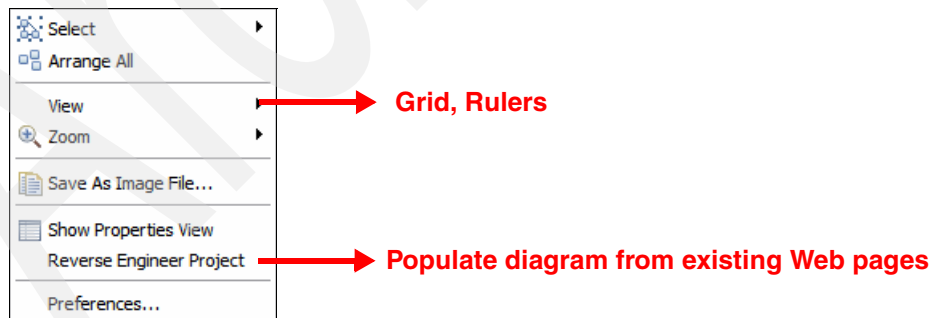 Select
Arrange All
View
Grid, Rulers
Zoom
Save As Image File...
Show Properties View
Reverse Engineer Project
Populate diagram from existing Web pages
Preferences...